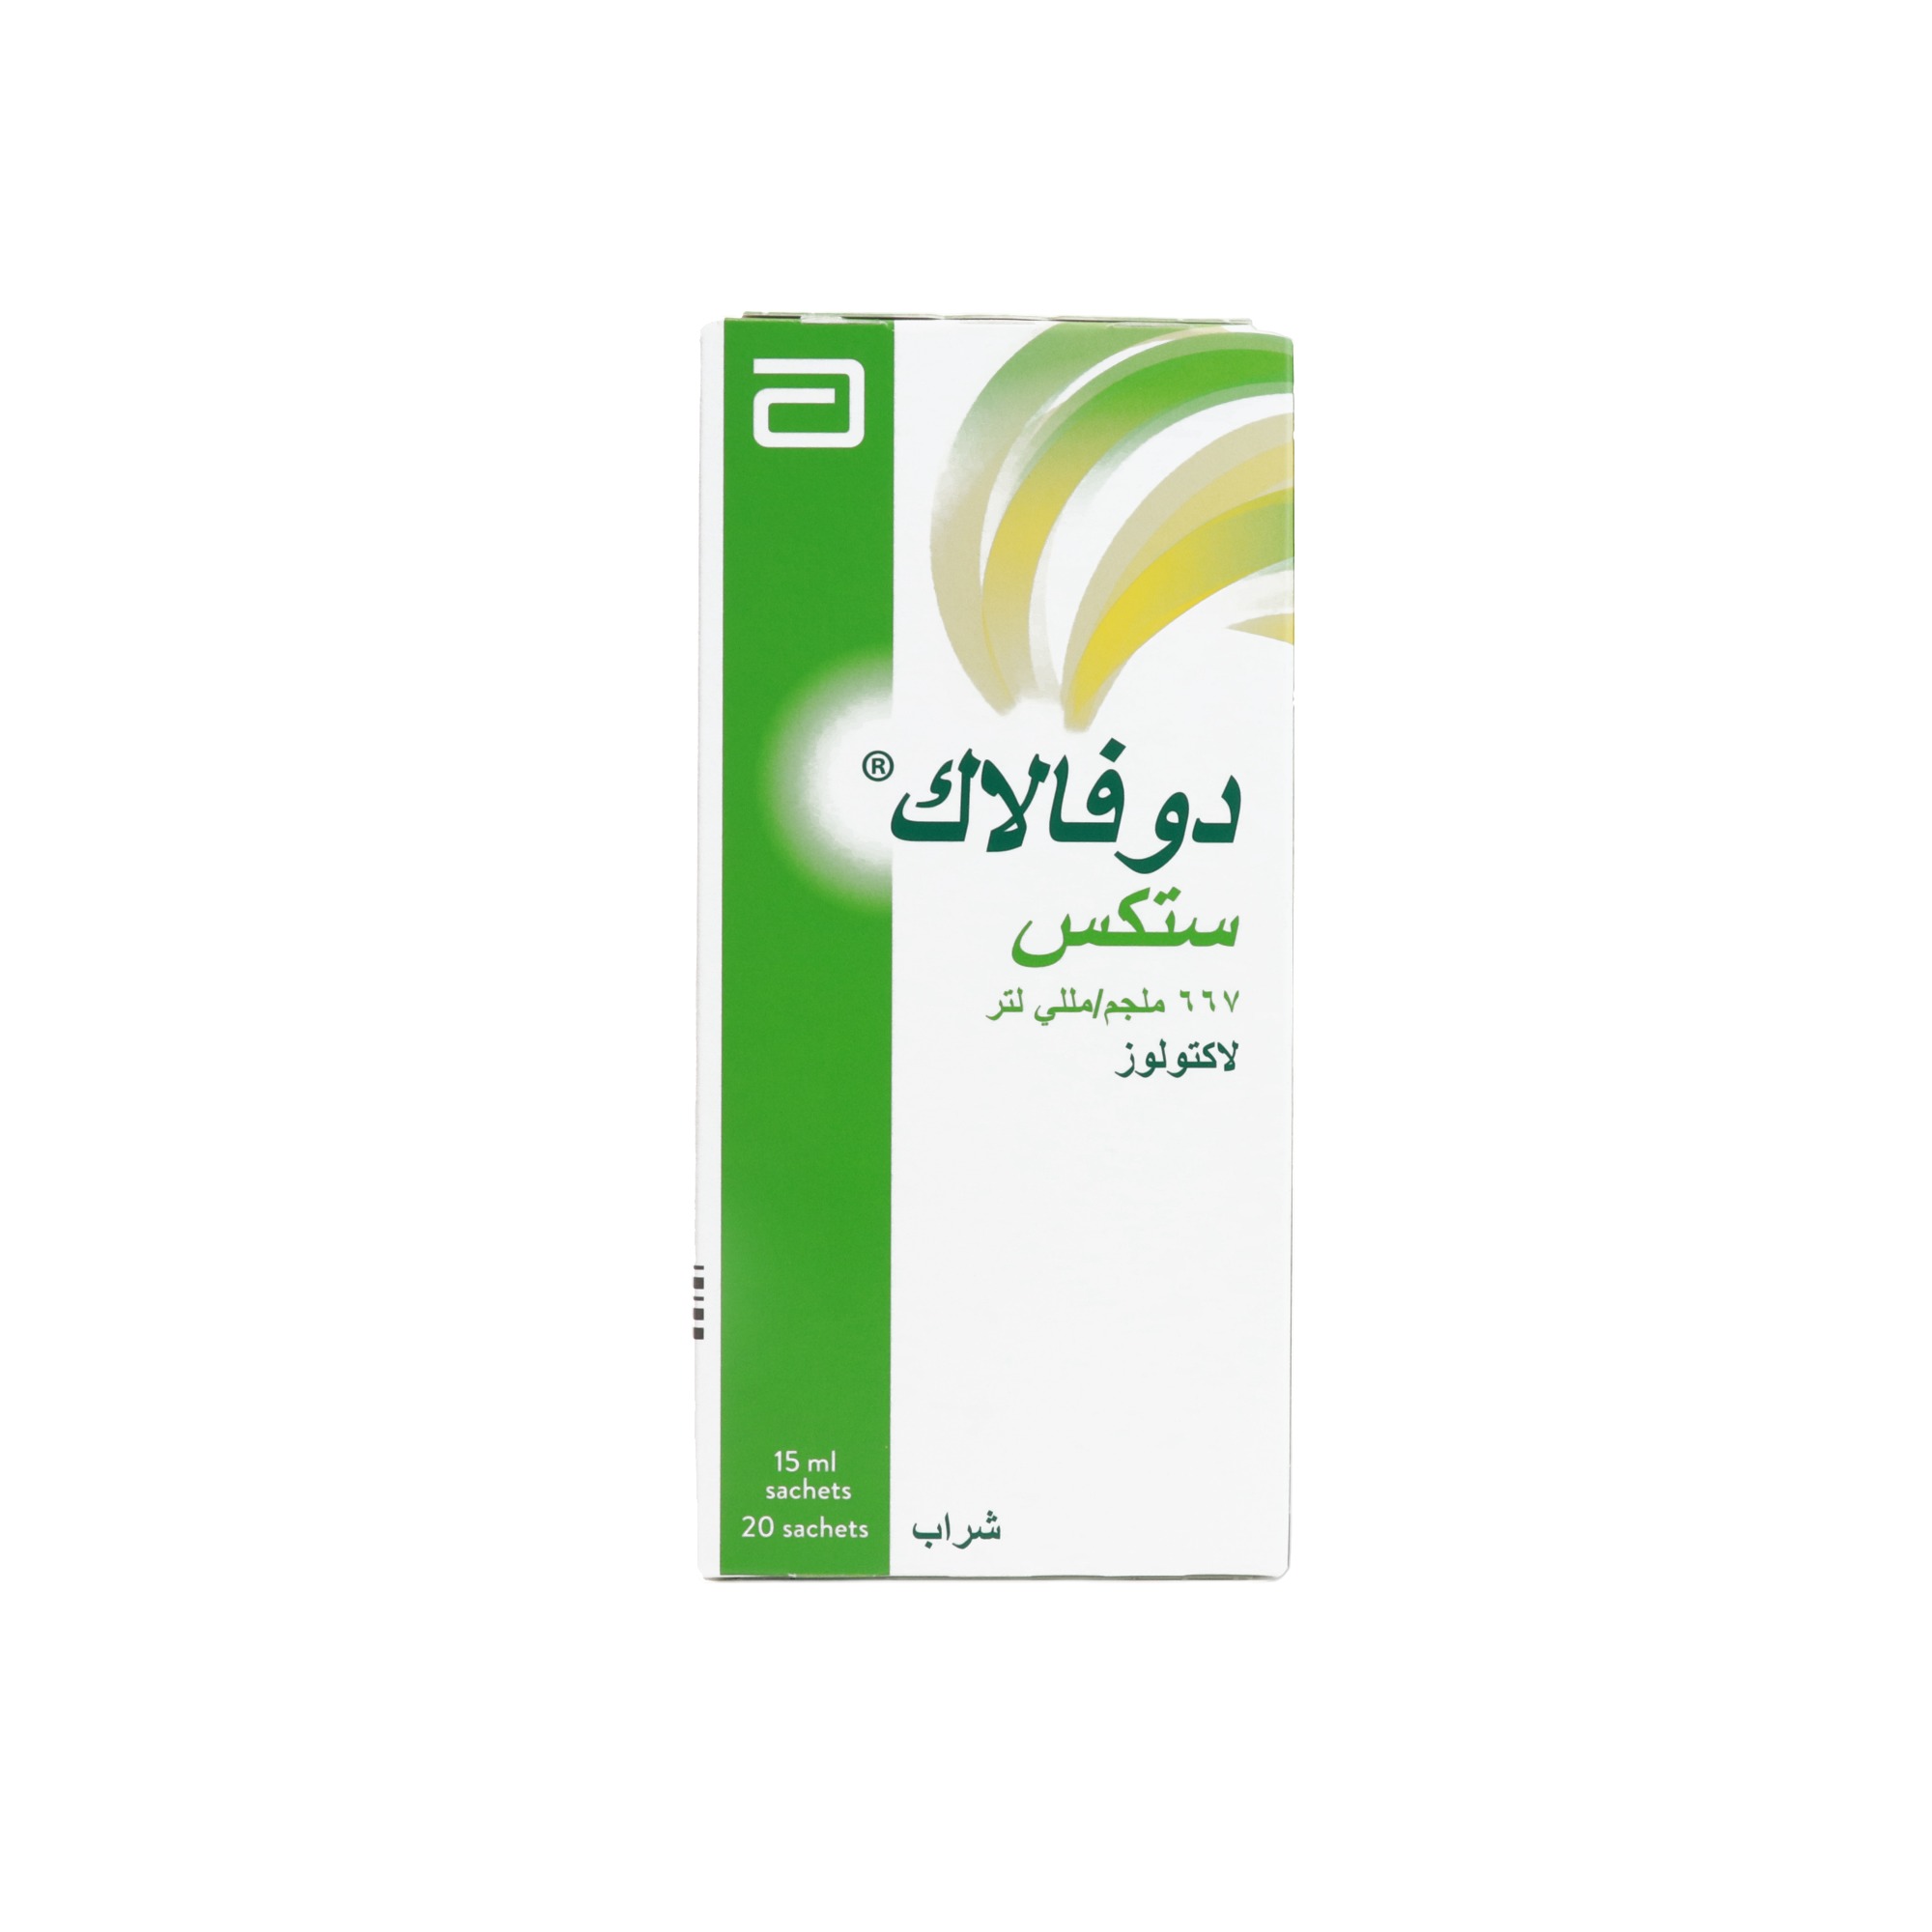 دوفالاك®
ستكس
٦٦٧ ملجم/مللي لتر
لاكتولوز
15 ml
sachets
20 sachets
شراب